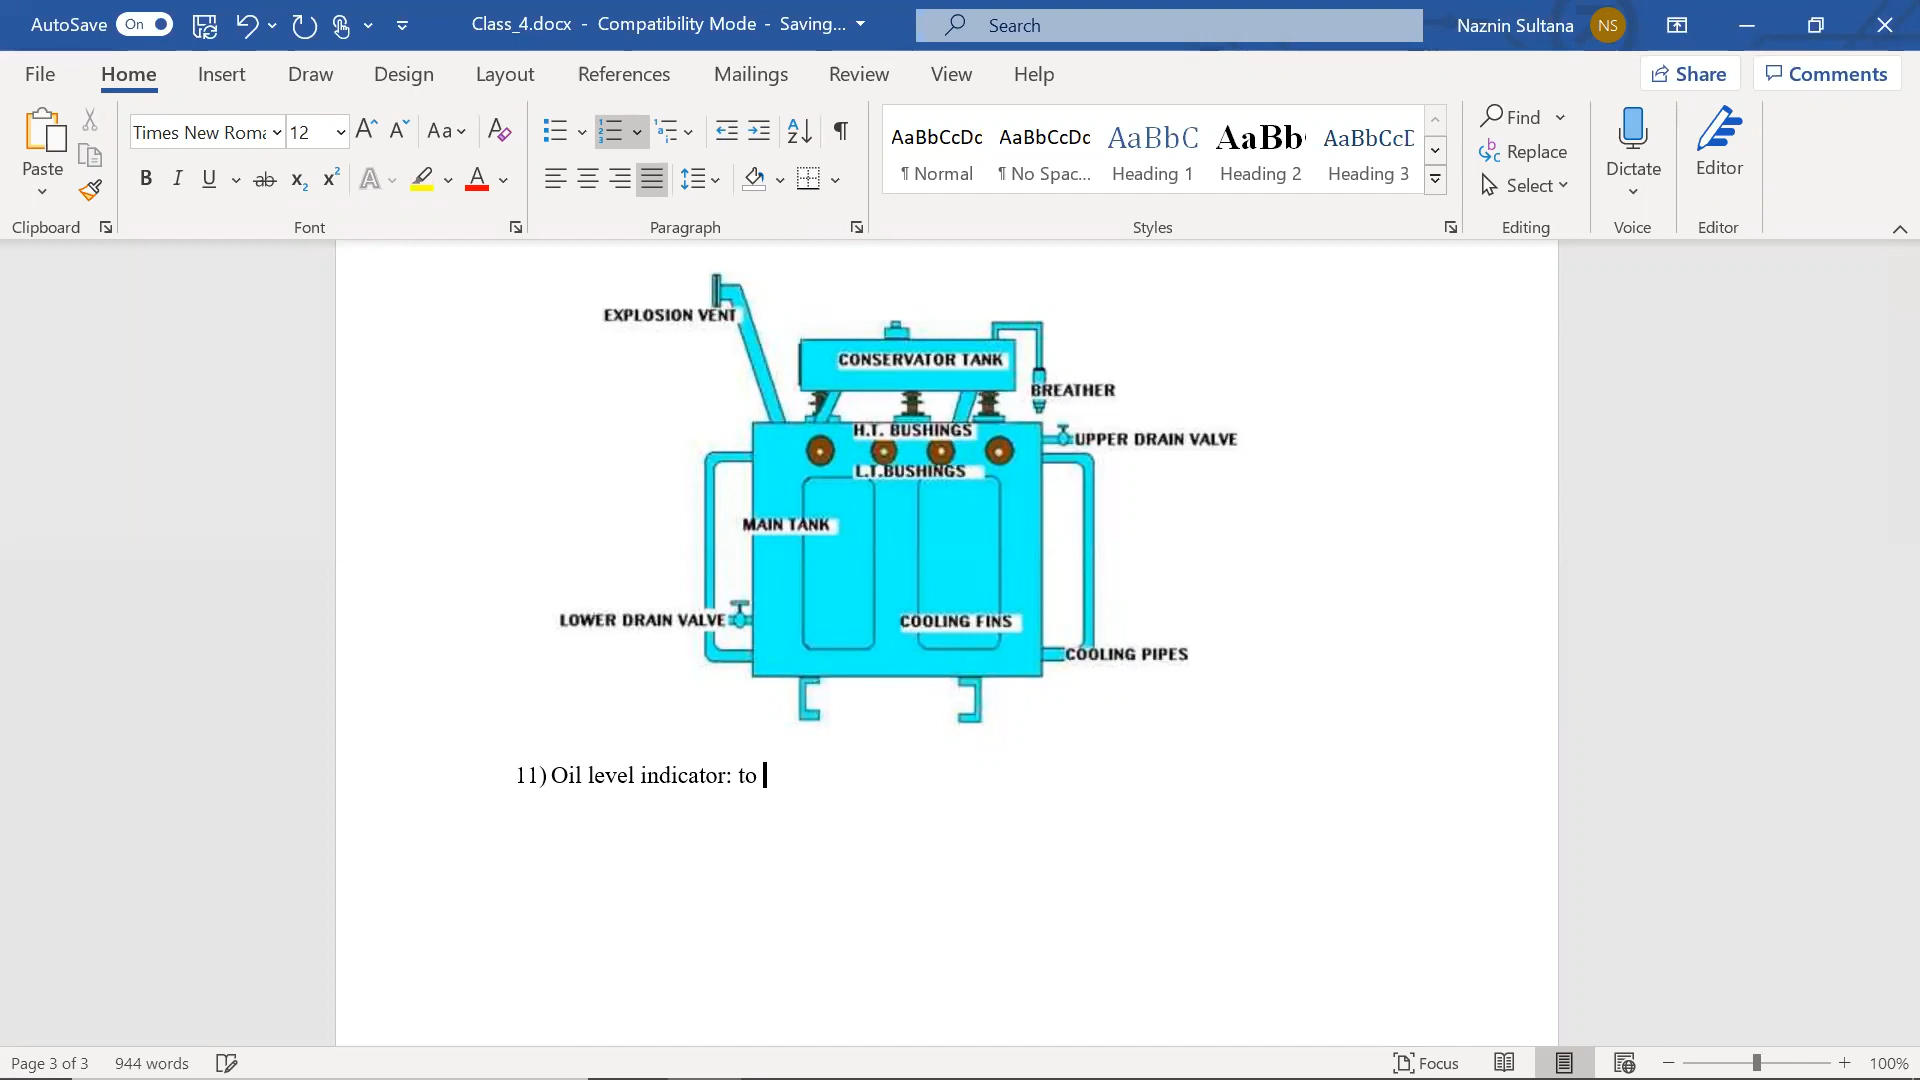 AutoSave On Class_4.docx - Compatibility Mode - Saving... Search Naznin Sultana NS
File Home Insert Draw Design Layout References Mailings Review View Help Share Comments
Times New Roma 12 Aa
AaBbCcDc AaBbCcDc AaBbC AaBb AaBbCcD
Find
Paste
B I U ab x2 x2 A A
¶ Normal ¶ No Spac... Heading 1 Heading 2 Heading 3
Replace
Select
Dictate
Editor
Clipboard Font Paragraph Styles Editing Voice Editor
EXPLOSION VENT
CONSERVATOR TANK
BREATHER
H.T. BUSHINGS
UPPER DRAIN VALVE
L.T.BUSHINGS
MAIN TANK
LOWER DRAIN VALVE
COOLING FINS
COOLING PIPES
11) Oil level indicator: to
Page 3 of 3 944 words Focus 100%